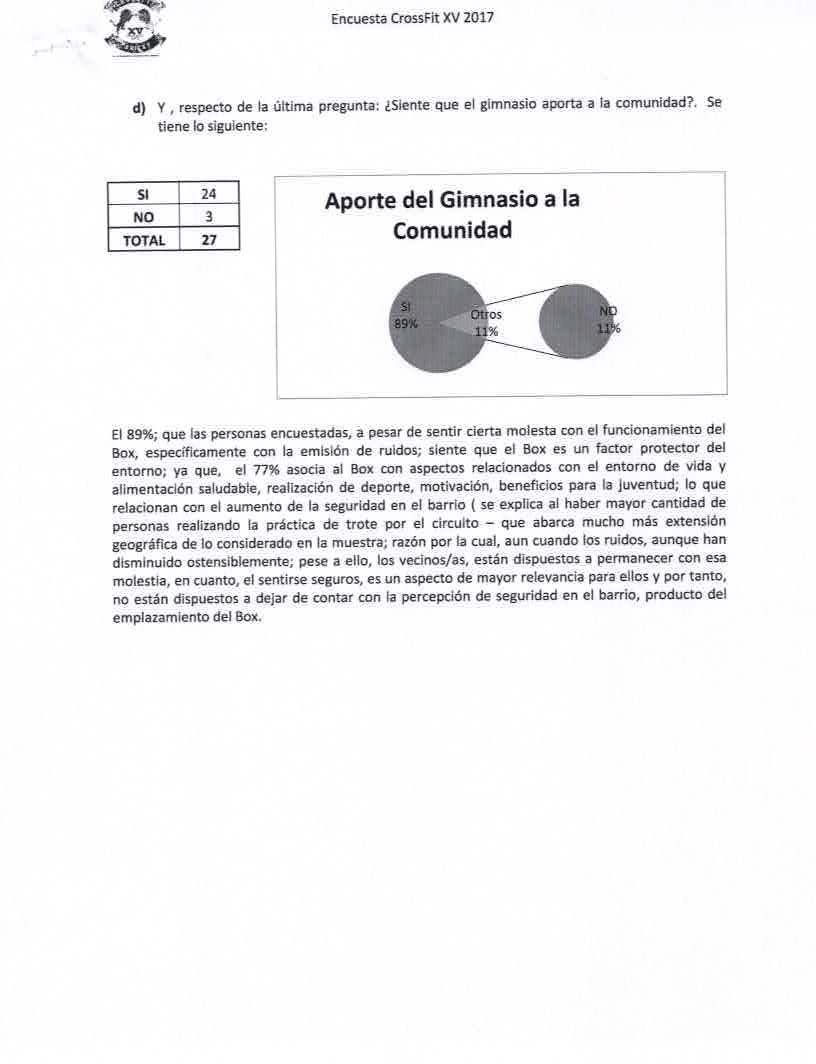 XV
Encuesta CrossFit XV 2017
d) Y , respecto de la última pregunta: ¿Siente que el gimnasio aporta a la comunidad?. Se
tiene lo siguiente:
SI 24
NO 3
TOTAL 27
Aporte del Gimnasio a la
Comunidad
SI
89%
Otros
11%
NO
11%
El 89%; que las personas encuestadas, a pesar de sentir cierta molesta con el funcionamiento del
Box, específicamente con la emisión de ruidos; siente que el Box es un factor protector del
entorno; ya que, el 77% asocia al Box con aspectos relacionados con el entorno de vida y
alimentación saludable, realización de deporte, motivación, beneficios para la juventud; lo que
relacionan con el aumento de la seguridad en el barrio ( se explica al haber mayor cantidad de
personas realizando la práctica de trote por el circuito – que abarca mucho más extensión
geográfica de lo considerado en la muestra; razón por la cual, aun cuando los ruidos, aunque han
disminuido ostensiblemente; pese a ello, los vecinos/as, están dispuestos a permanecer con esa
molestia, en cuanto, el sentirse seguros, es un aspecto de mayor relevancia para ellos y por tanto,
no están dispuestos a dejar de contar con la percepción de seguridad en el barrio, producto del
emplazamiento del Box.